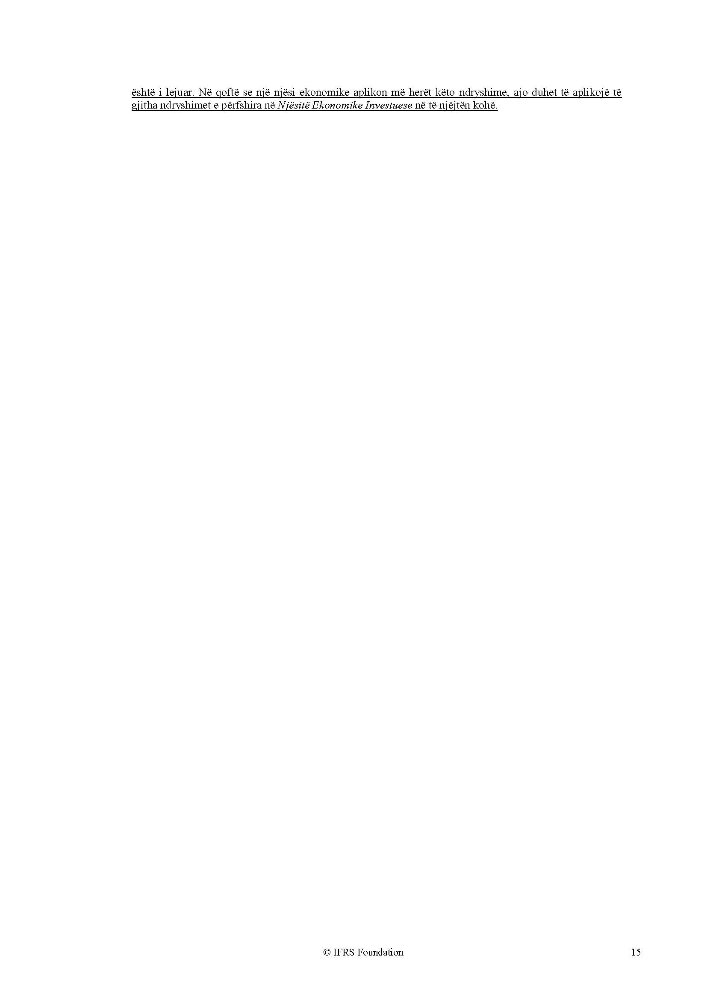 është i lejuar. Në qoftë se një njësi ekonomike aplikon më herët këto ndryshime, ajo duhet të aplikojë të
gjitha ndryshimet e përfshira në Njësitë Ekonomike Investuese në të njëjtën kohë.
© IFRS Foundation 15